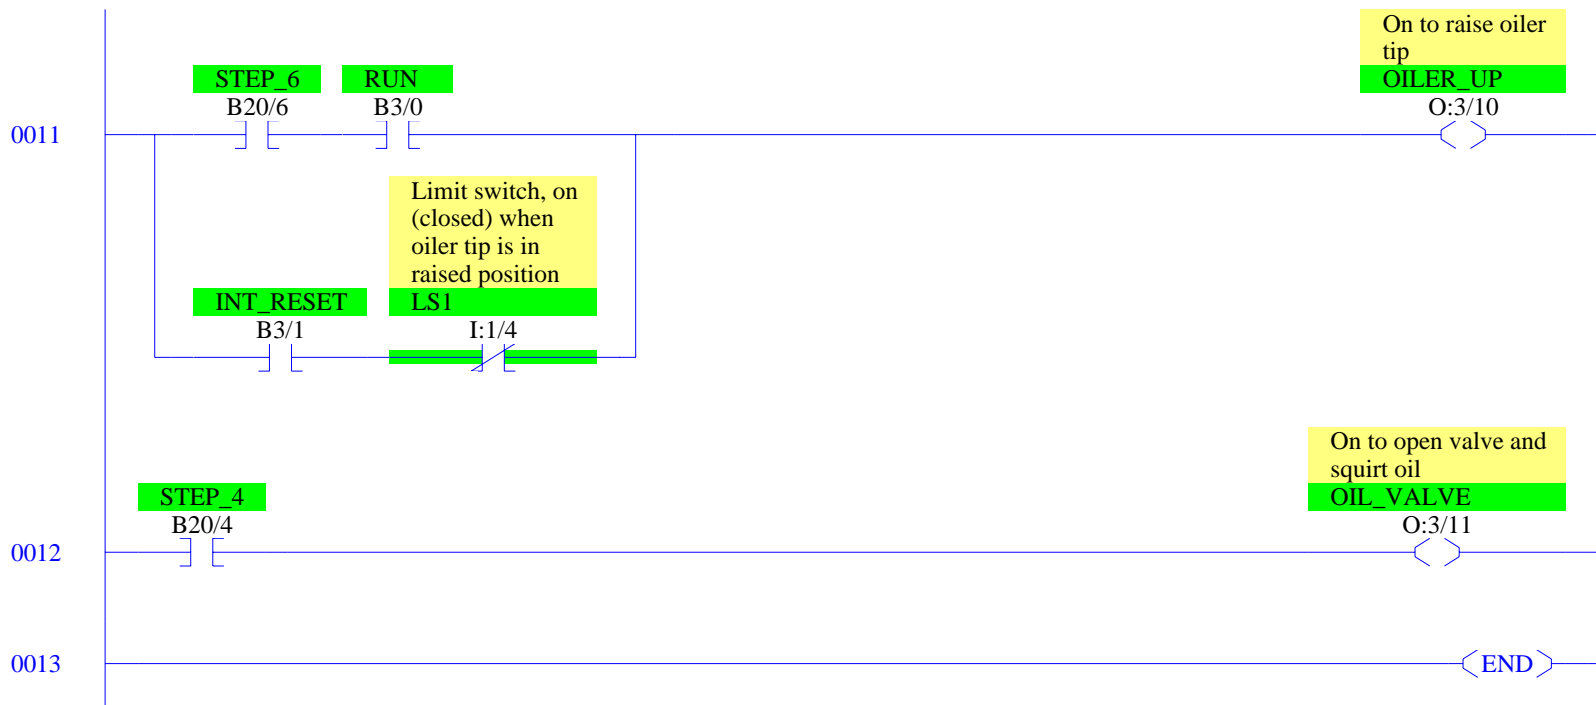 On to raise oiler
tip
STEP_6 RUN OILER_UP
B20/6 B3/0 O:3/10
0011
Limit switch, on
(closed) when
oiler tip is in
raised position
INT_RESET LS1
B3/1 I:1/4
On to open valve and
squirt oil
STEP_4 OIL_VALVE
B20/4 O:3/11
0012
0013 END